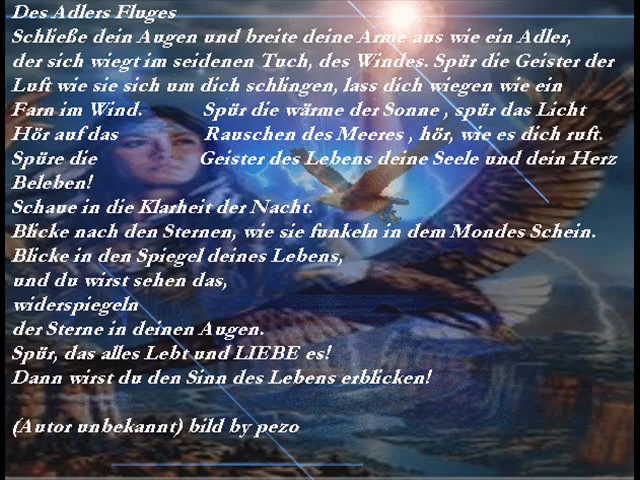 Des Adlers Fluges
Schließe dein Augen und breite deine Arme aus wie ein Adler,
der sich wiegt im seidenen Tuch, des Windes. Spür die Geister der
Luft wie sie sich um dich schlingen, lass dich wiegen wie ein
Farn im Wind. Spür die wärme der Sonne , spür das Licht
Hör auf das Rauschen des Meeres , hör, wie es dich ruft.
Spüre die Geister des Lebens deine Seele und dein Herz
Beleben!
Schaue in die Klarheit der Nacht.
Blicke nach den Sternen, wie sie funkeln in dem Mondes Schein.
Blicke in den Spiegel deines Lebens,
und du wirst sehen das,
widerspiegeln
der Sterne in deinen Augen.
Spür, das alles Lebt und LIEBE es!
Dann wirst du den Sinn des Lebens erblicken!
(Autor unbekannt) bild by pezo